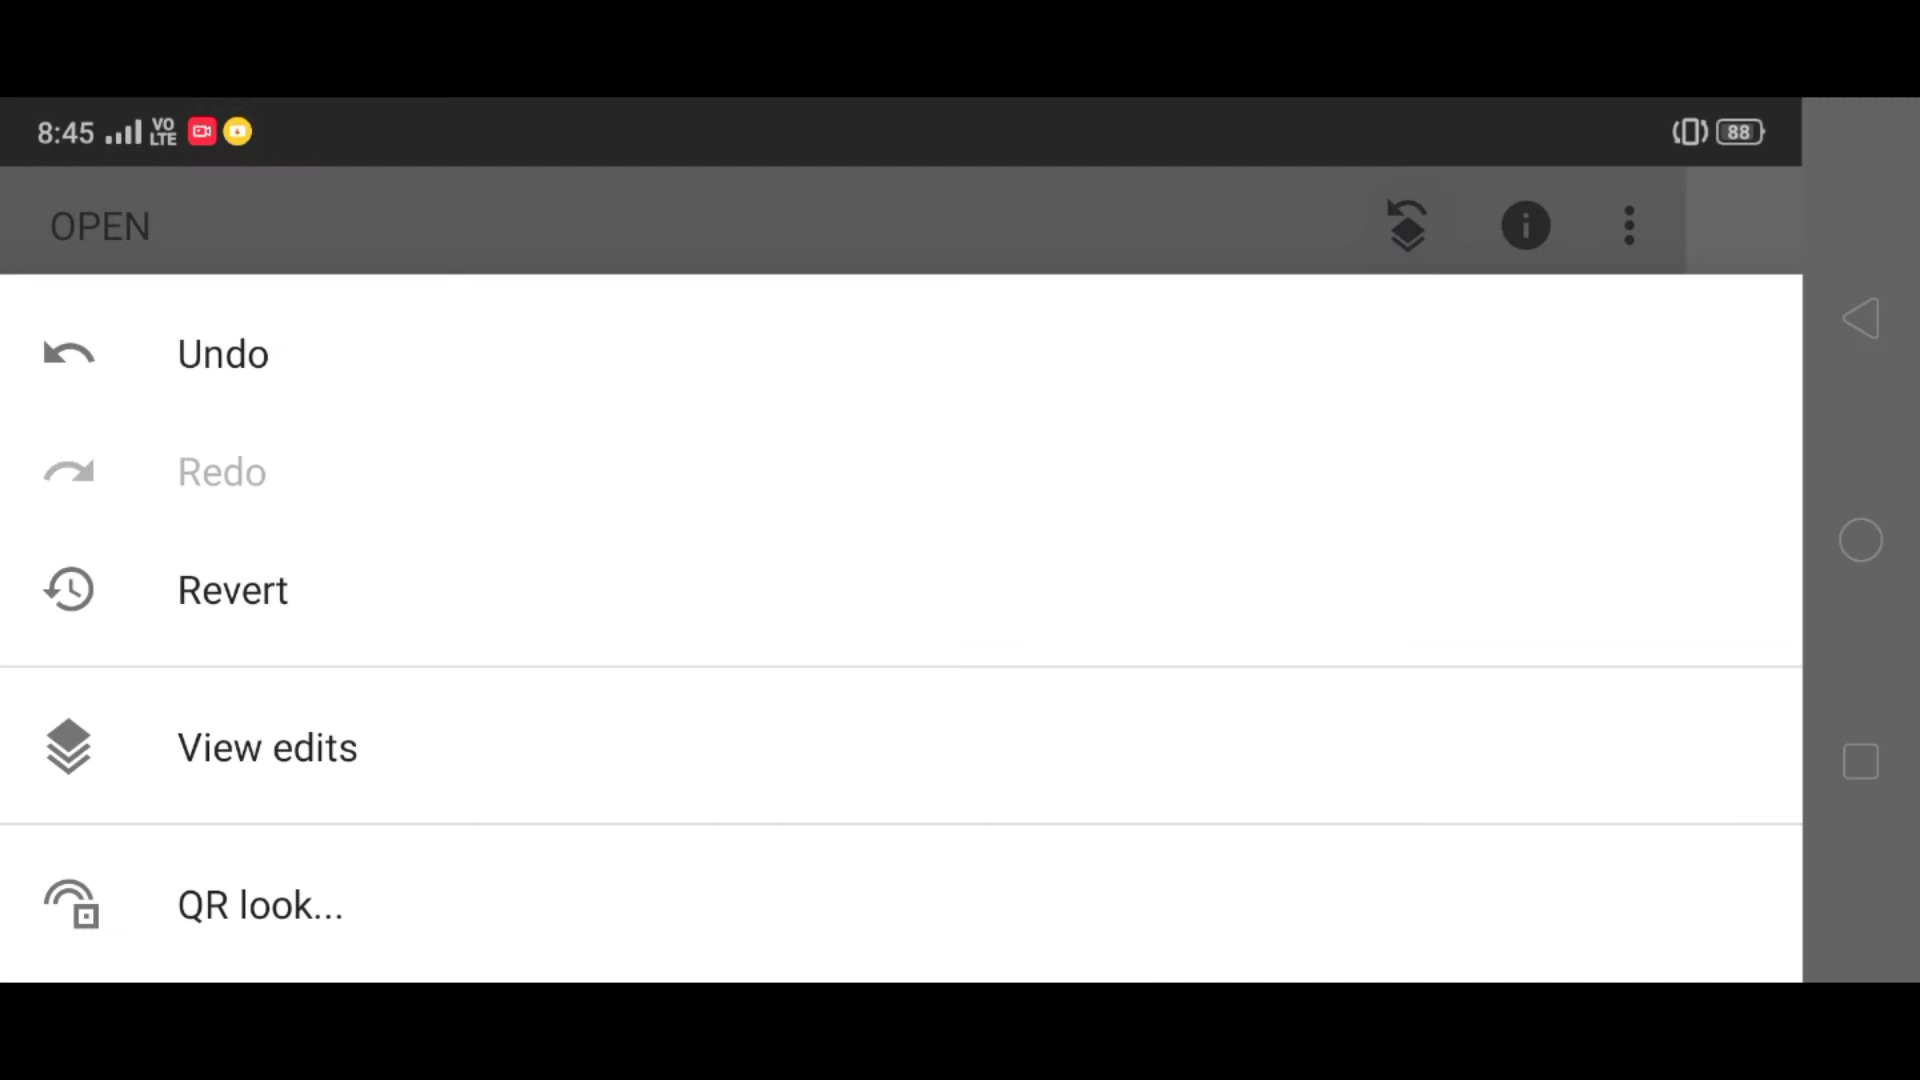 8:45 VO LTE 88
OPEN
Undo
Redo
Revert
View edits
QR look...